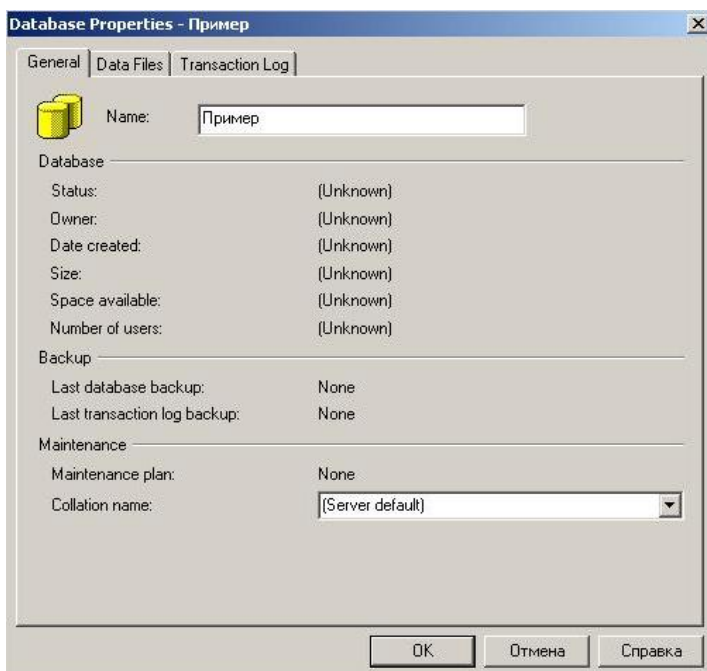 Database Properties - Пример
General Data Files Transaction Log
Name: Пример
Database
Status: (Unknown)
Owner: (Unknown)
Date created: (Unknown)
Size: (Unknown)
Space available: (Unknown)
Number of users: (Unknown)
Backup
Last database backup: None
Last transaction log backup: None
Maintenance
Maintenance plan: None
Collation name: (Server default)
OK Отмена Справка